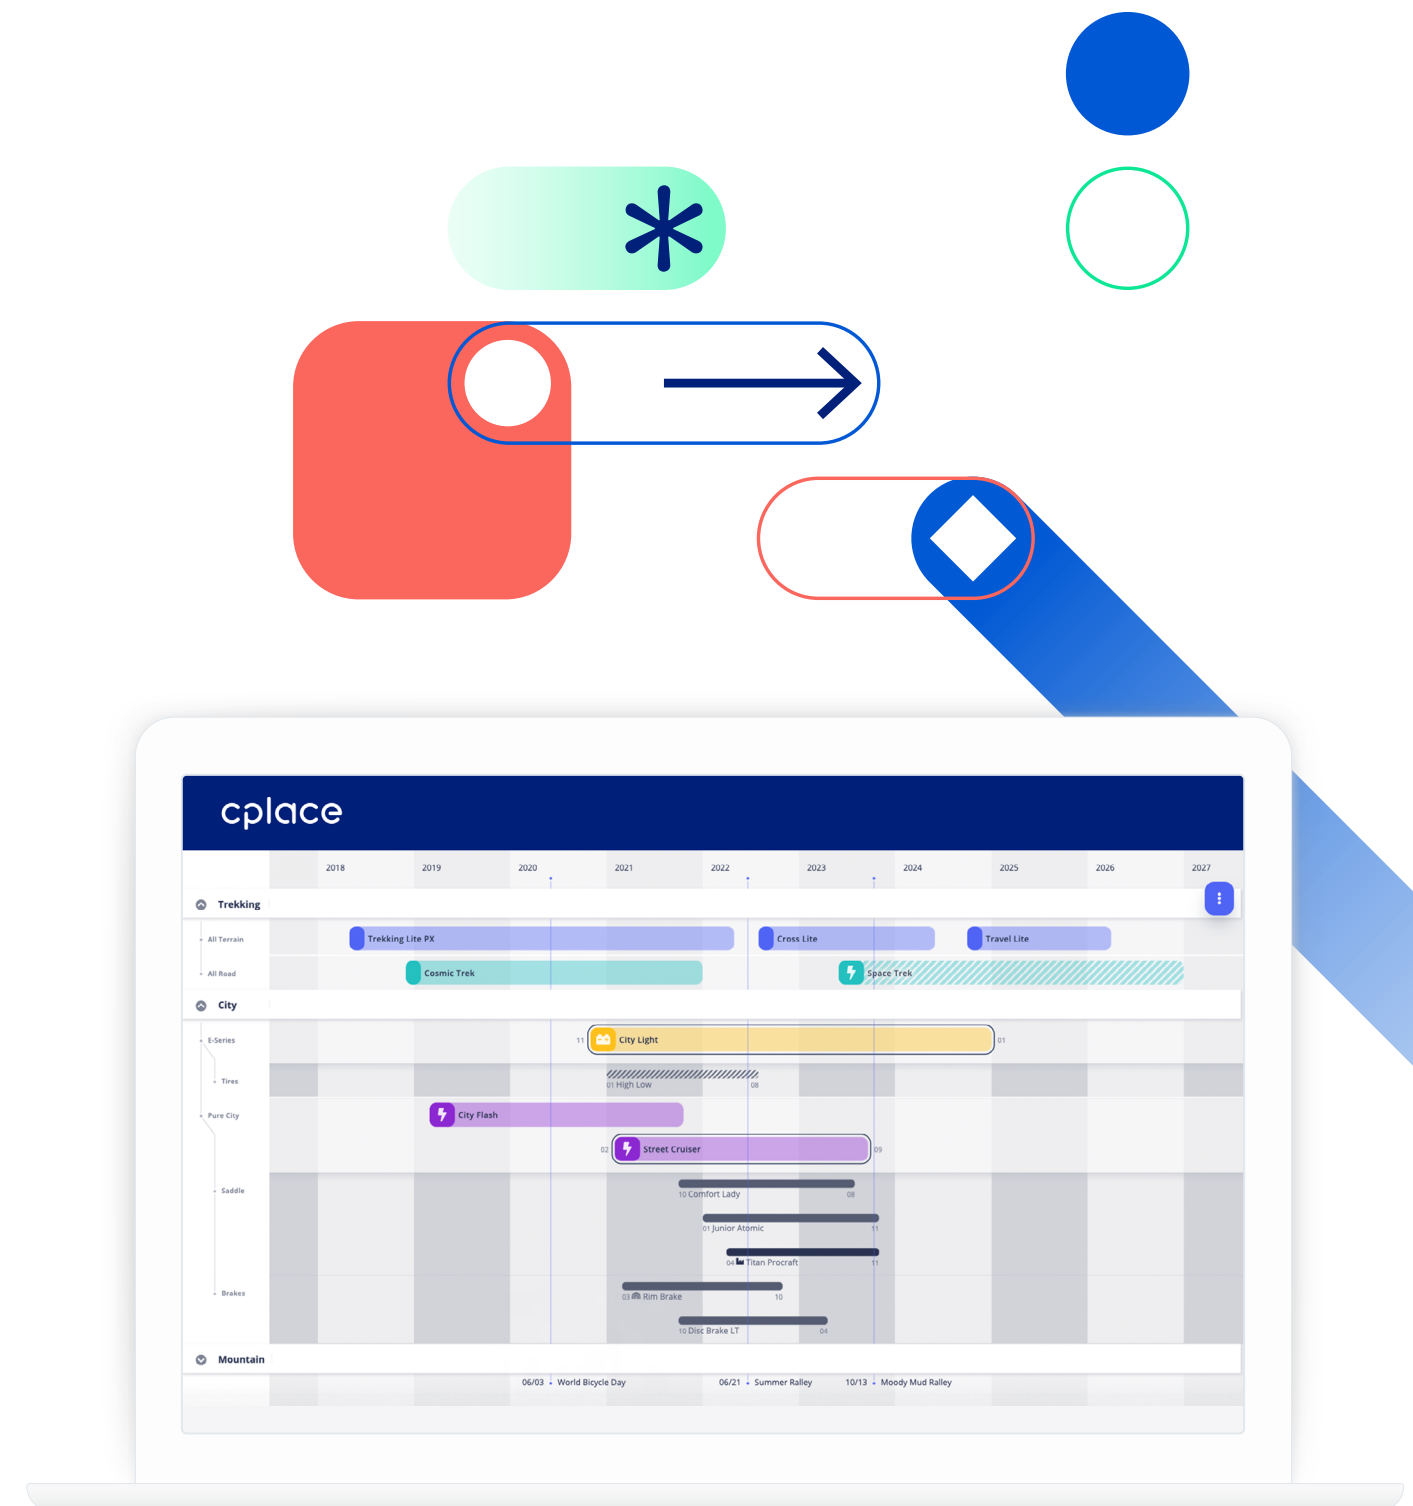 *
cplace
2018 2019 2020 2021 2022 2023 2024 2025 2026 2027
Trekking
All Terrain Trekking Lite PX Cross Lite Travel Lite
All Road Cosmic Trek Space Trek
City
E-Series 11 City Light 01
Tires 01 High Low 08
Pure City City Flash
02 Street Cruiser 09
Saddle 10 Comfort Lady 08
01 Junior Atomic 11
04 Titan Procraft 11
Brakes 03 Rim Brake 10
10 Disc Brake LT 04
Mountain
06/03 World Bicycle Day 06/21 Summer Ralley 10/13 Moody Mud Ralley